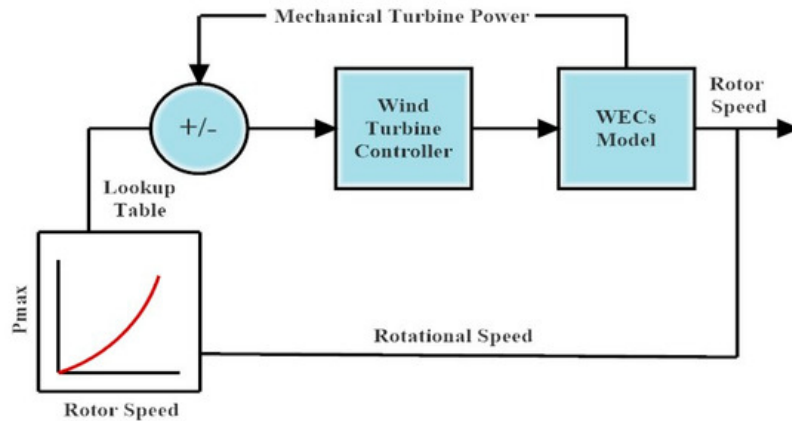 Mechanical Turbine Power
+/-
Wind
Turbine
Controller
WECs
Model
Rotor
Speed
Lookup
Table
Pmax
Rotational Speed
Rotor Speed